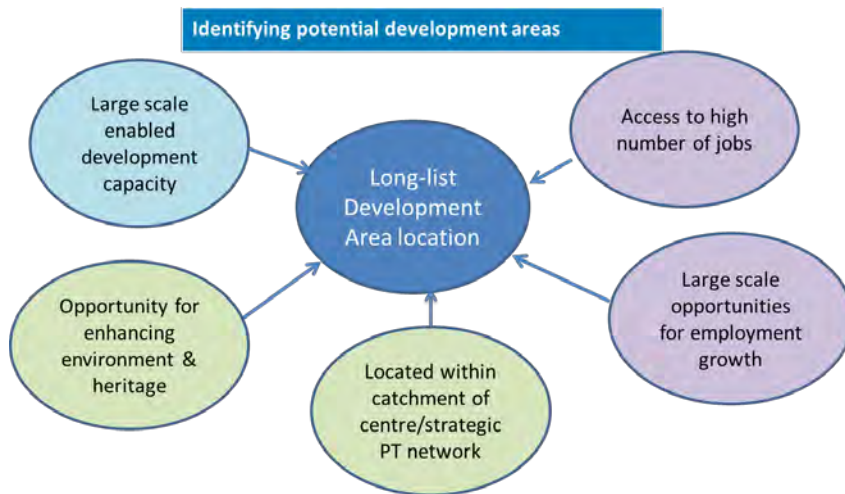 Identifying potential development areas
Large scale
enabled
development
capacity
Access to high
number of jobs
Long-list
Development
Area location
Opportunity for
enhancing
environment &
heritage
Large scale
opportunities
for employment
growth
Located within
catchment of
centre/strategic
PT network